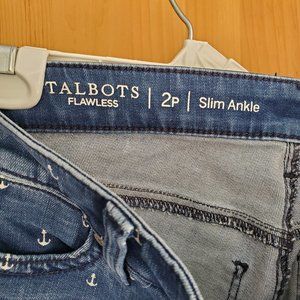 TALBOTS
FLAWLESS
2P
Slim Ankle